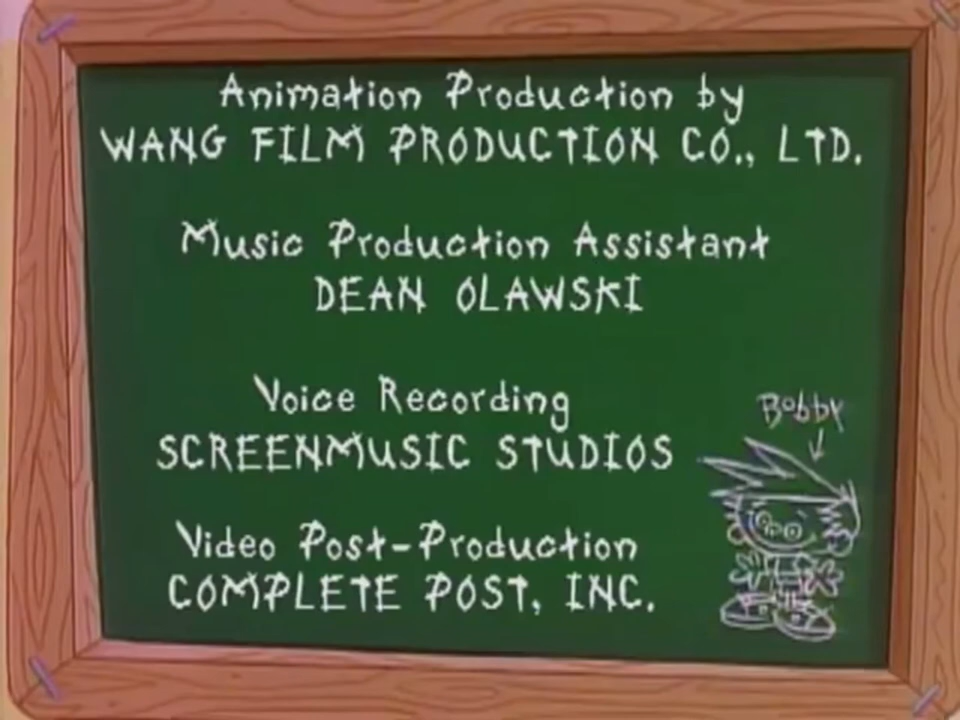 Animation Production by
WANG FILM PRODUCTION CO., LTD.
Music Production Assistant
DEAN OLAWSKI
Voice Recording
SCREENMUSIC STUDIOS
Bobby
Video Post-Production
COMPLETE POST, INC.